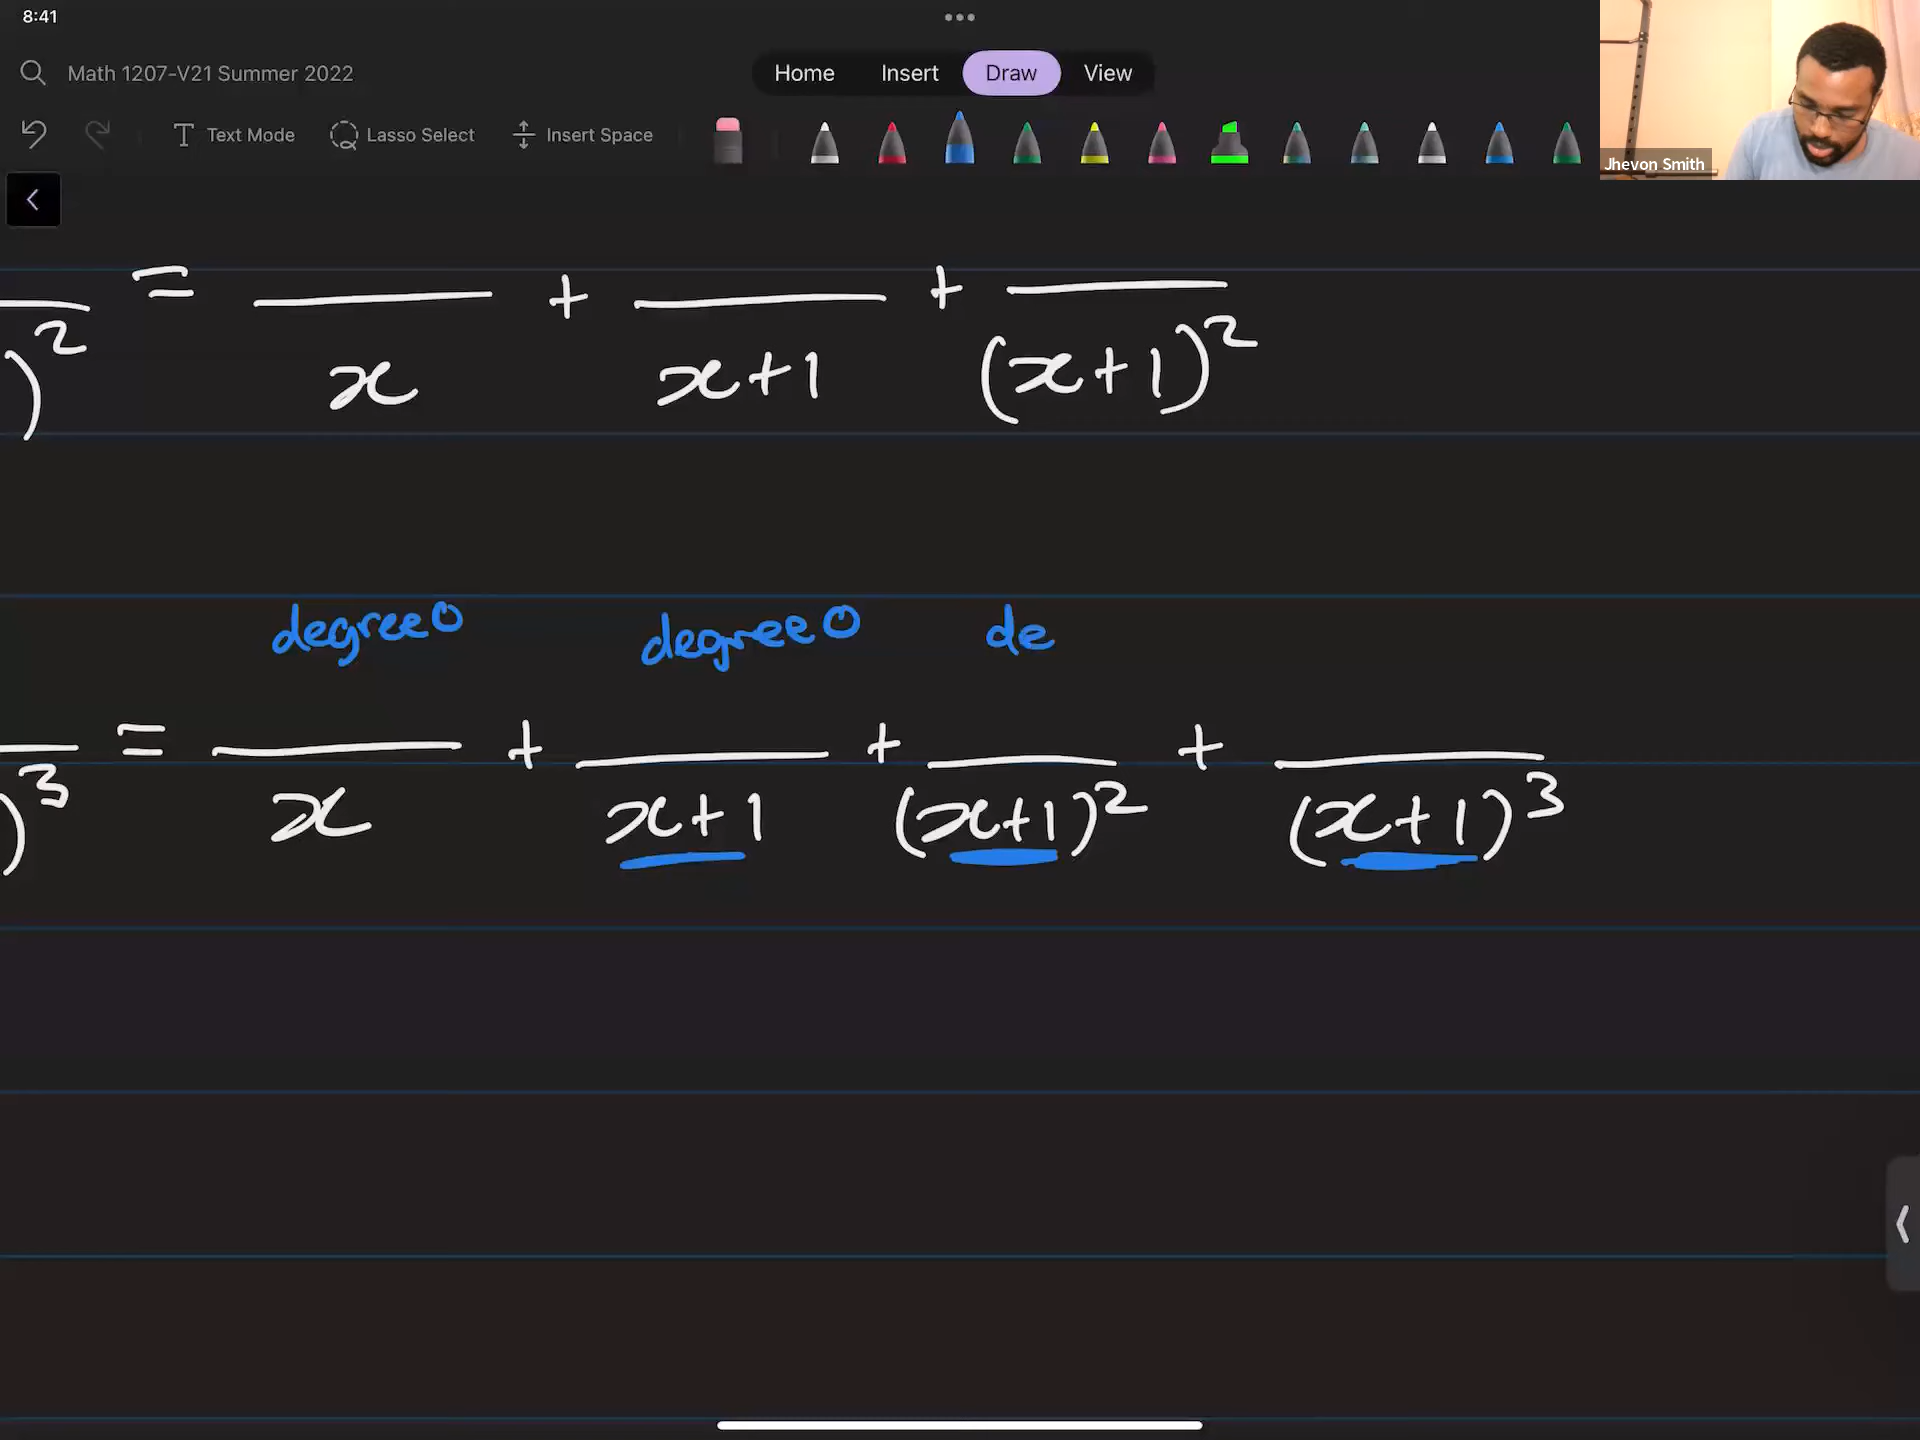 8:41
Math 1207-V21 Summer 2022
Home Insert Draw View
Text Mode Lasso Select Insert Space
Jhevon Smith
= + +
)² x x+1 (x+1)²
degree 0 degree 0 de
= + + +
)³ x x+1 (x+1)² (x+1)³